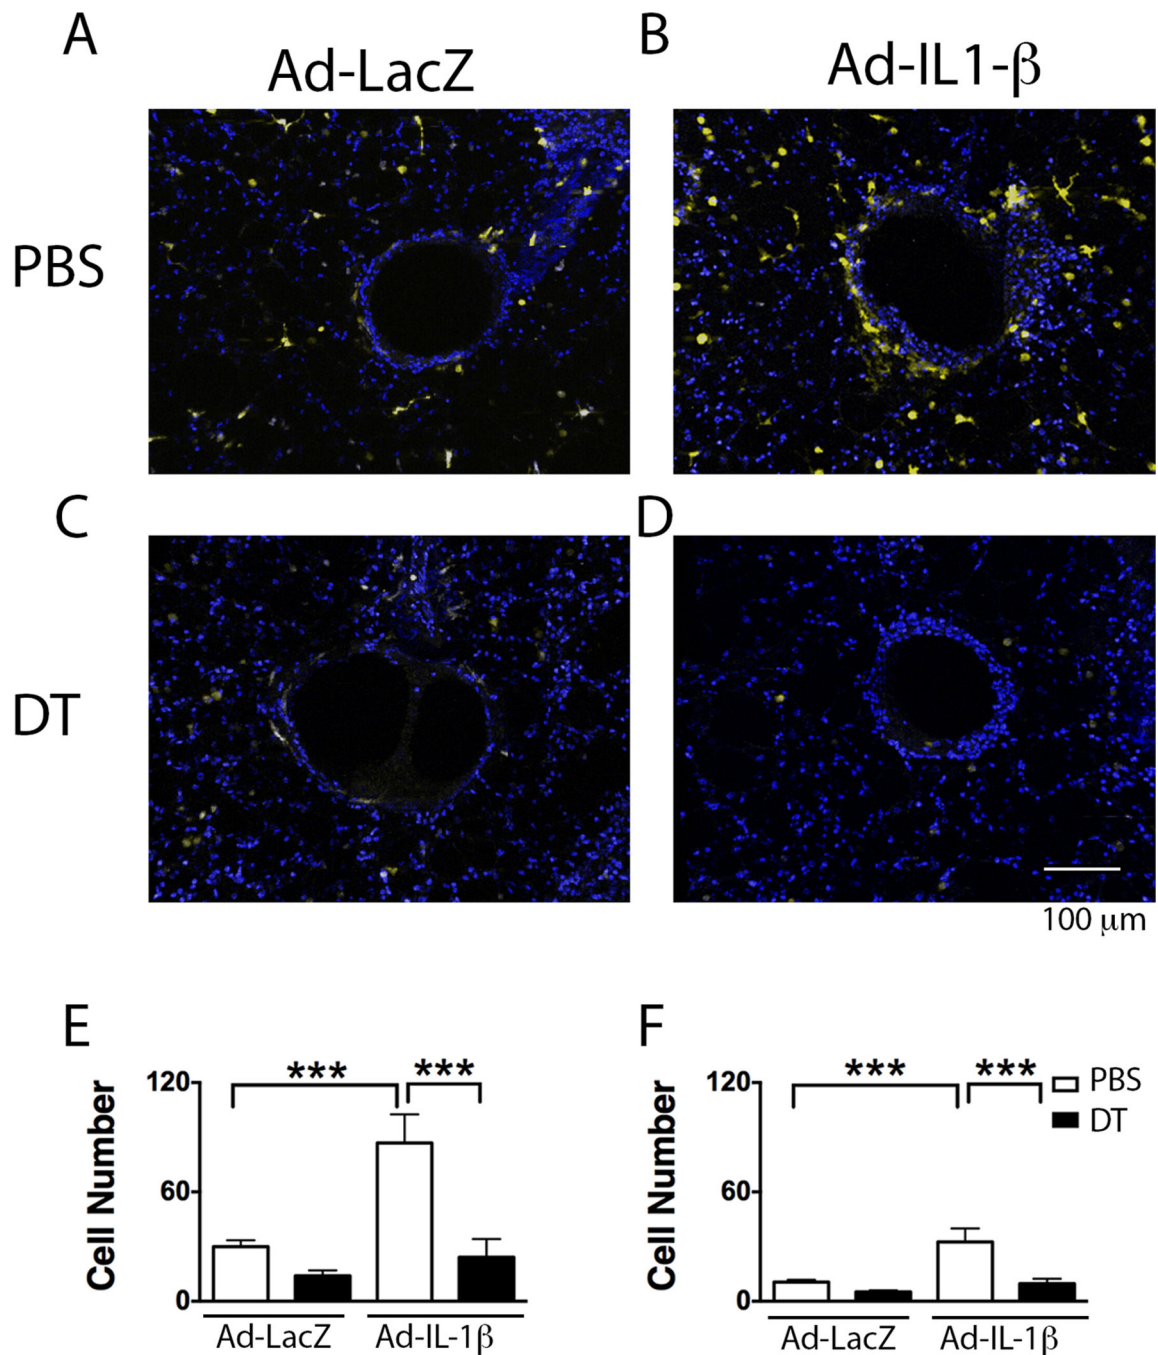 A
B
Ad-LacZ
Ad-IL1-β
PBS
C
D
DT
100 μm
E
F
***
***
***
***
PBS
DT
120
60
0
Cell Number
Ad-LacZ
Ad-IL-1β
120
60
0
Cell Number
Ad-LacZ
Ad-IL-1β